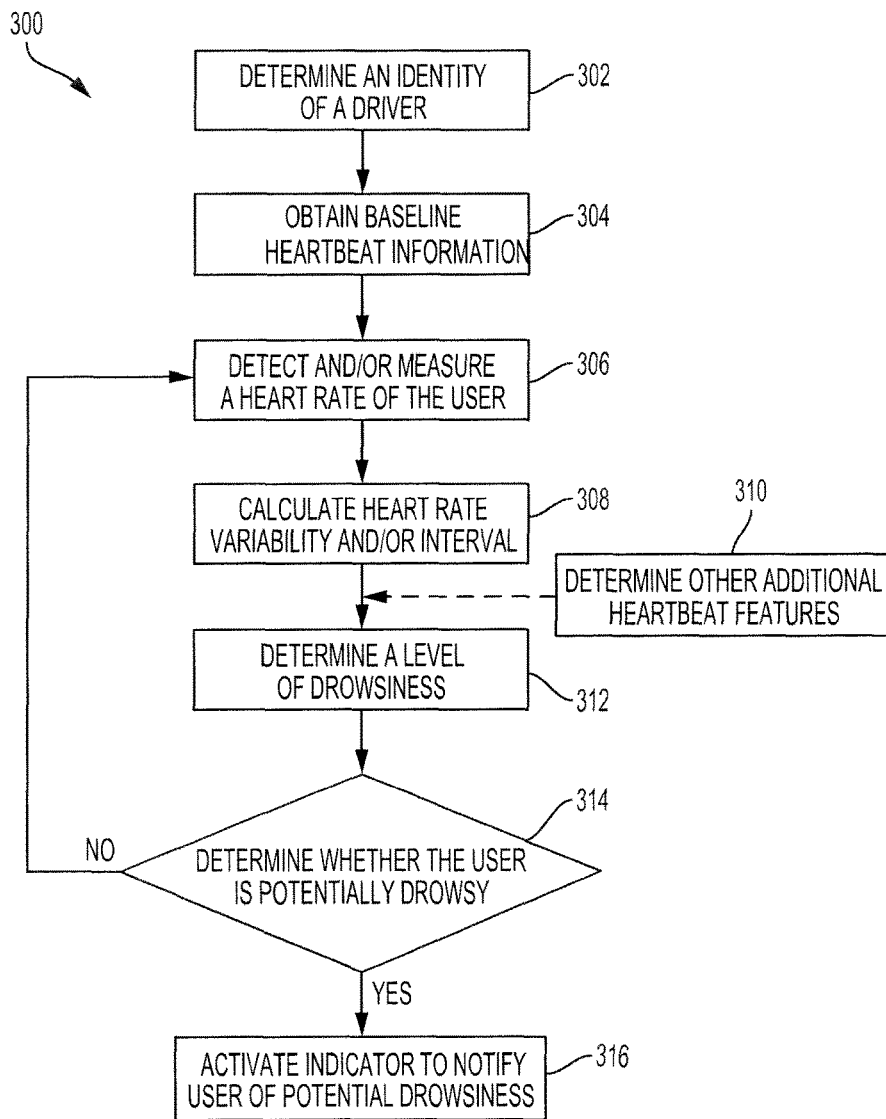 300
DETERMINE AN IDENTITY
OF A DRIVER
302
OBTAIN BASELINE
HEARTBEAT INFORMATION
304
DETECT AND/OR MEASURE
A HEART RATE OF THE USER
306
CALCULATE HEART RATE
VARIABILITY AND/OR INTERVAL
308
310
DETERMINE OTHER ADDITIONAL
HEARTBEAT FEATURES
DETERMINE A LEVEL
OF DROWSINESS
312
314
NO
DETERMINE WHETHER THE USER
IS POTENTIALLY DROWSY
YES
ACTIVATE INDICATOR TO NOTIFY
USER OF POTENTIAL DROWSINESS
316